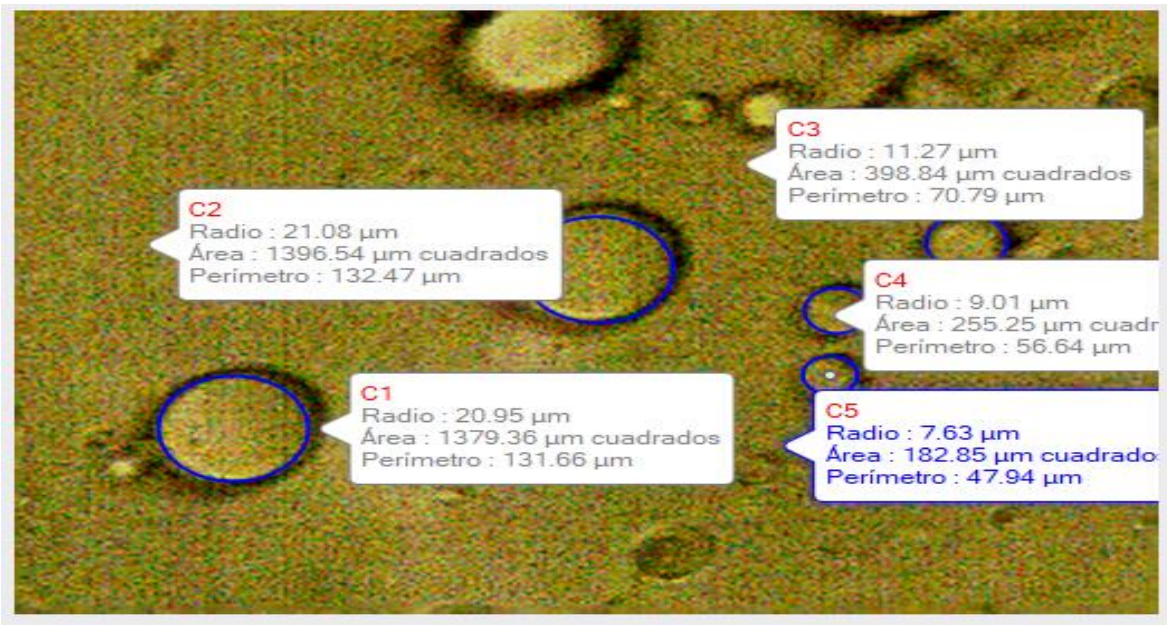 C3
Radio : 11.27 µm
Área : 398.84 µm cuadrados
Perímetro : 70.79 µm
C2
Radio : 21.08 µm
Área : 1396.54 µm cuadrados
Perímetro : 132.47 µm
C4
Radio : 9.01 µm
Área : 255.25 µm cuadr
Perímetro : 56.64 µm
C1
Radio : 20.95 µm
Área : 1379.36 µm cuadrados
Perímetro : 131.66 µm
C5
Radio : 7.63 µm
Área : 182.85 µm cuadrado
Perímetro : 47.94 µm